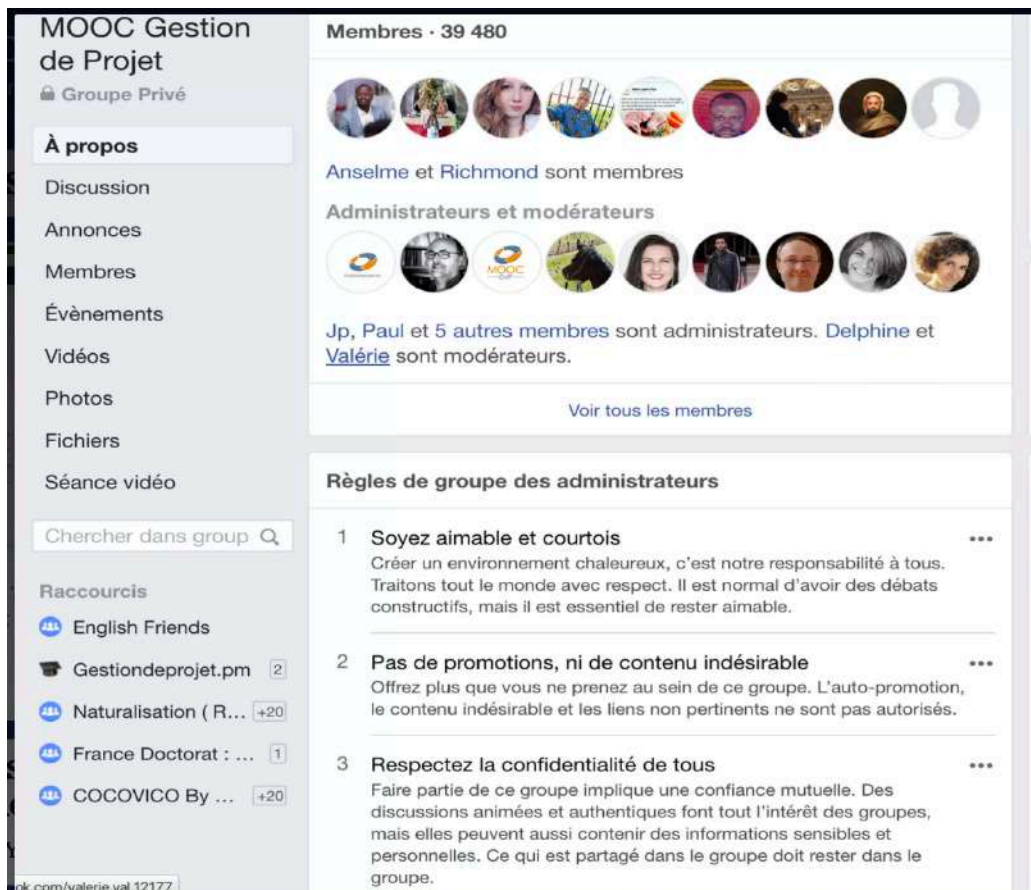 MOOC Gestion
de Projet
Groupe Privé
À propos
Discussion
Annonces
Membres
Évènements
Vidéos
Photos
Fichiers
Séance vidéo
Chercher dans group
Raccourcis
English Friends
Gestiondeprojet.pm 2
Naturalisation ( R... +20
France Doctorat : ... 1
COCOVICO By ... +20
ok.com/valerie.val.12177
Membres · 39 480
Anselme et Richmond sont membres
Administrateurs et modérateurs
MOOC
Jp, Paul et 5 autres membres sont administrateurs. Delphine et
Valérie sont modérateurs.
Voir tous les membres
Règles de groupe des administrateurs
1 Soyez aimable et courtois
Créer un environnement chaleureux, c'est notre responsabilité à tous.
Traitons tout le monde avec respect. Il est normal d'avoir des débats
constructifs, mais il est essentiel de rester aimable.
2 Pas de promotions, ni de contenu indésirable
Offrez plus que vous ne prenez au sein de ce groupe. L'auto-promotion,
le contenu indésirable et les liens non pertinents ne sont pas autorisés.
3 Respectez la confidentialité de tous
Faire partie de ce groupe implique une confiance mutuelle. Des
discussions animées et authentiques font tout l'intérêt des groupes,
mais elles peuvent aussi contenir des informations sensibles et
personnelles. Ce qui est partagé dans le groupe doit rester dans le
groupe.